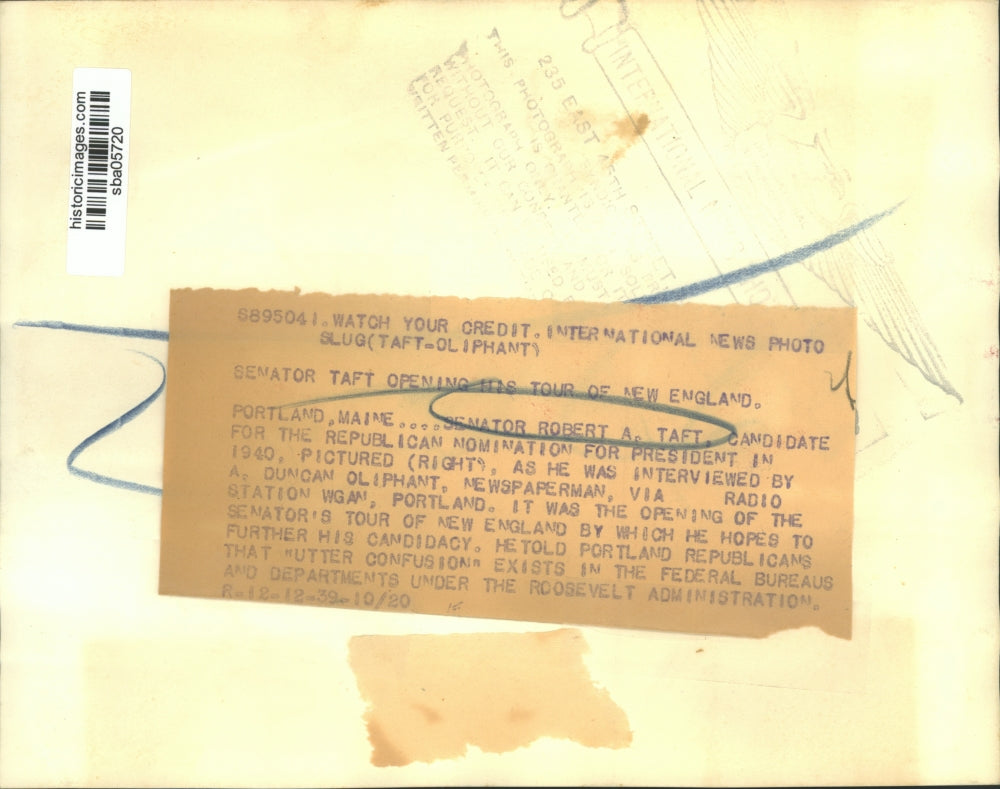 historicimages.com
sba05720
235 EAST
INTERNATIONAL
S895041.WATCH YOUR CREDIT.INTERNATIONAL NEWS PHOTO
SLUG(TAFT-OLIPHANT)
SENATOR TAFT OPENING HIS TOUR OF NEW ENGLAND.
PORTLAND,MAINE....SENATOR ROBERT A. TAFT, CANDIDATE
FOR THE REPUBLICAN NOMINATION FOR PRESIDENT IN
1940, PICTURED (RIGHT), AS HE WAS INTERVIEWED BY
A. DUNCAN OLIPHANT, NEWSPAPERMAN, VIA RADIO
STATION WGAN, PORTLAND. IT WAS THE OPENING OF THE
SENATOR'S TOUR OF NEW ENGLAND BY WHICH HE HOPES TO
FURTHER HIS CANDIDACY. HETOLD PORTLAND REPUBLICANS
THAT "UTTER CONFUSION" EXISTS IN THE FEDERAL BUREAUS
AND DEPARTMENTS UNDER THE ROOSEVELT ADMINISTRATION.
R-12-12-39-10/20